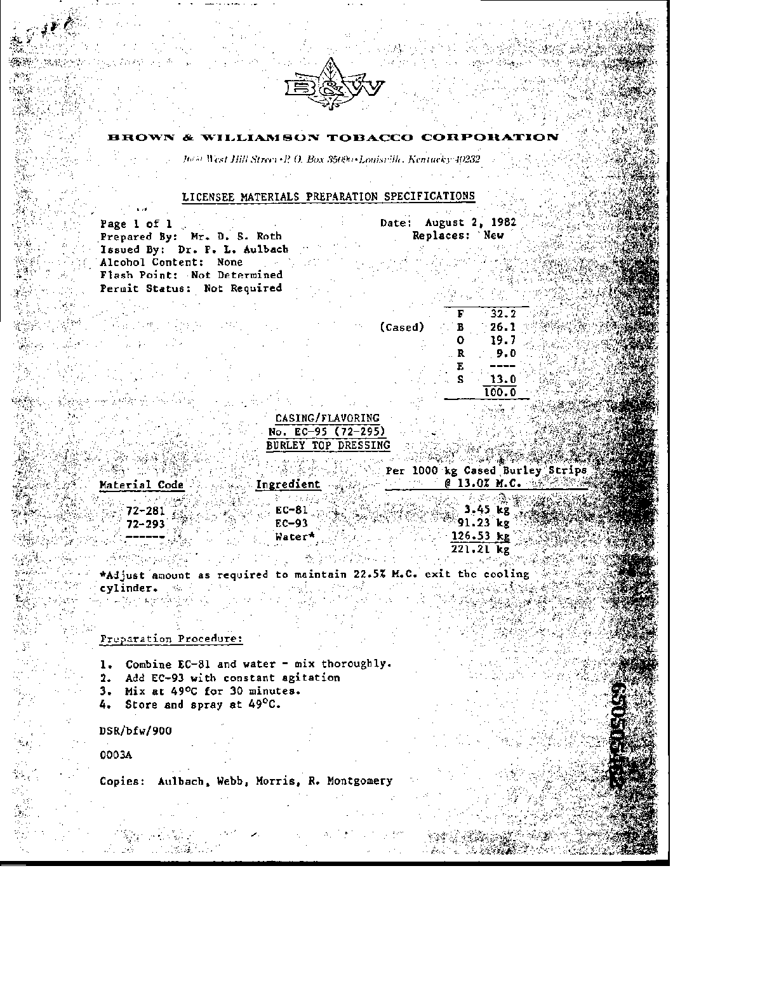 B&W
BROWN & WILLIAMSON TOBACCO CORPORATION
West Hill Street • P. O. Box 35090 • Louisville, Kentucky 40232
LICENSEE MATERIALS PREPARATION SPECIFICATIONS
Page 1 of 1 Date: August 2, 1982
Prepared By: Mr. D. S. Roth Replaces: New
Issued By: Dr. F. L. Aulbach
Alcohol Content: None
Flash Point: Not Determined
Permit Status: Not Required
F 32.2
(Cased) B 26.1
O 19.7
R 9.0
E ----
S 13.0
100.0
CASING/FLAVORING
No. EC-95 (72-295)
BURLEY TOP DRESSING
Per 1000 kg Cased Burley Strips
Material Code Ingredient @ 13.0% M.C.
72-281 EC-81 3.45 kg
72-293 EC-93 91.23 kg
------ Water* 126.53 kg
221.21 kg
*Adjust amount as required to maintain 22.5% M.C. exit the cooling
cylinder.
Preparation Procedure:
1. Combine EC-81 and water - mix thoroughly.
2. Add EC-93 with constant agitation
3. Mix at 49°C for 30 minutes.
4. Store and spray at 49°C.
DSR/bfw/900
0003A
Copies: Aulbach, Webb, Morris, R. Montgomery